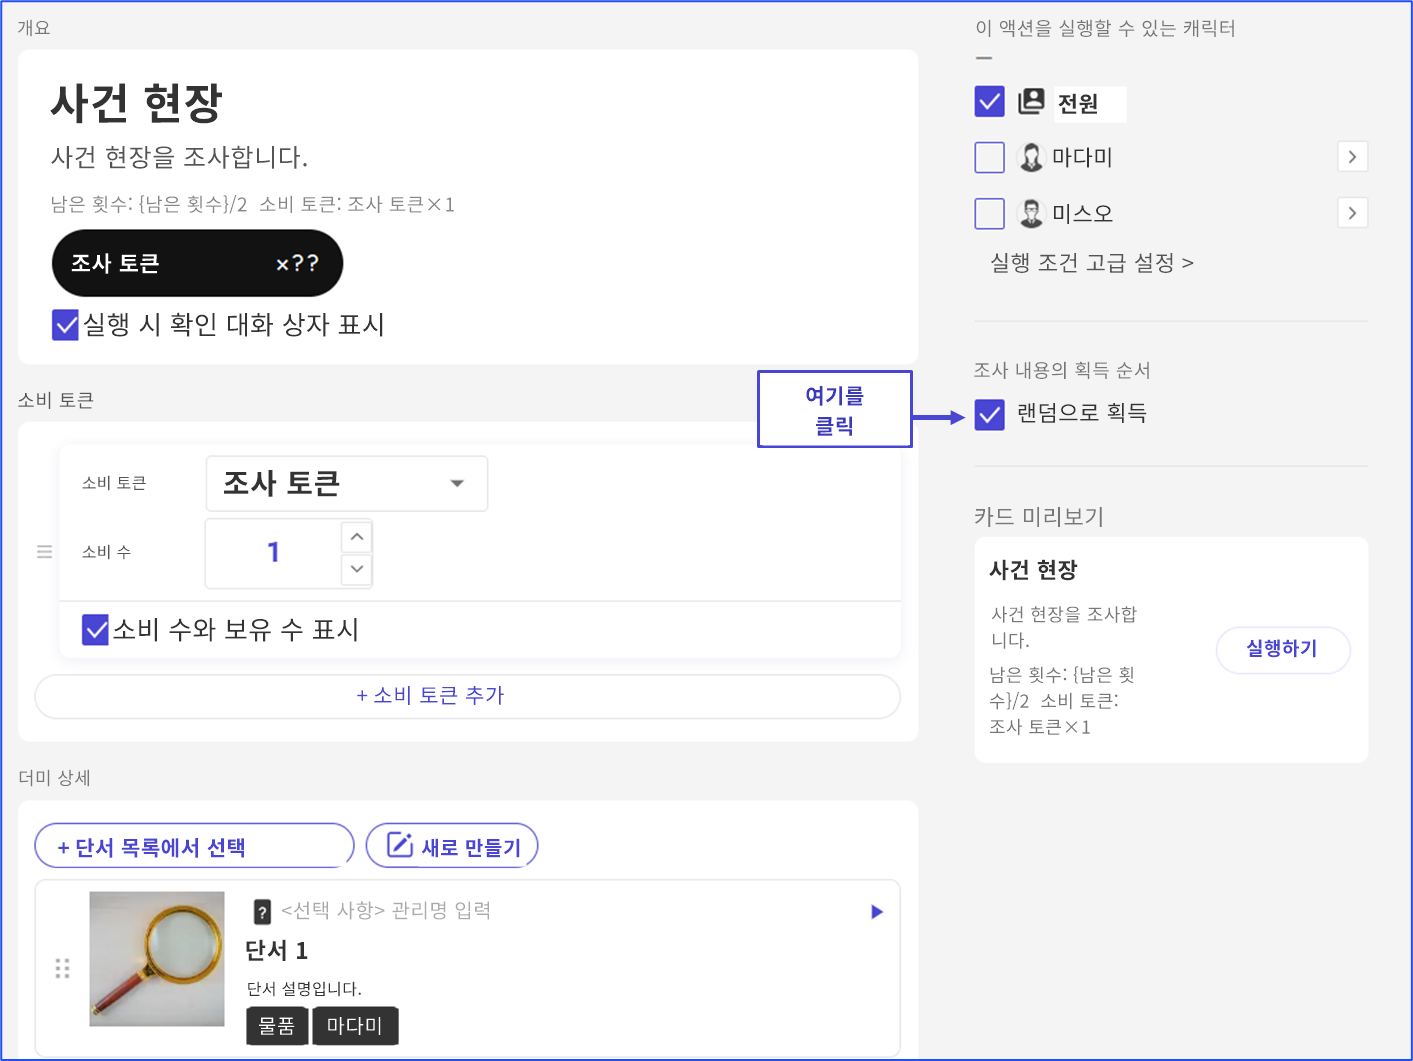 개요
사건 현장
사건 현장을 조사합니다.
남은 횟수: {남은 횟수}/2  소비 토큰: 조사 토큰×1
조사 토큰 ×??
실행 시 확인 대화 상자 표시
소비 토큰
소비 토큰 조사 토큰
소비 수 1
소비 수와 보유 수 표시
+ 소비 토큰 추가
더미 상세
+ 단서 목록에서 선택 새로 만들기
? <선택 사항> 관리명 입력
단서 1
단서 설명입니다.
물품 마다미
이 액션을 실행할 수 있는 캐릭터
전원
마다미
미스오
실행 조건 고급 설정 >
조사 내용의 획득 순서
여기를
클릭
랜덤으로 획득
카드 미리보기
사건 현장
사건 현장을 조사합
니다.
남은 횟수: {남은 횟
수}/2  소비 토큰:
조사 토큰×1
실행하기